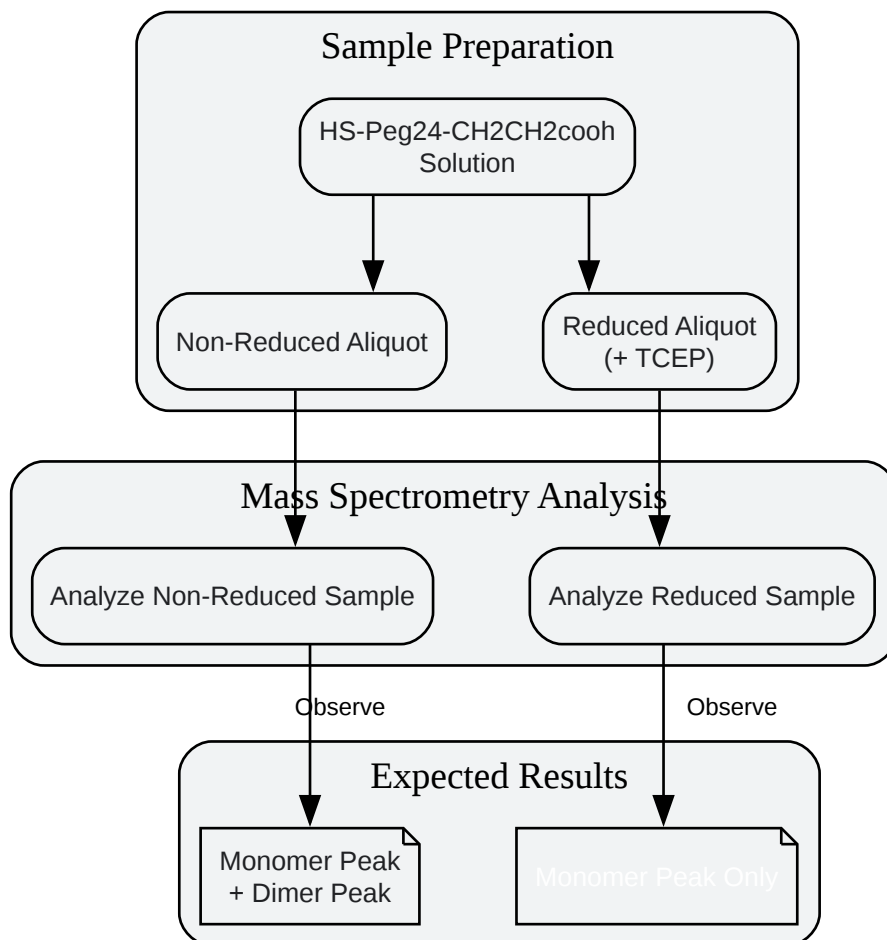 Sample Preparation
HS-Peg24-CH2CH2cooh
Solution
Non-Reduced Aliquot
Reduced Aliquot
(+ TCEP)
Mass Spectrometry Analysis
Analyze Non-Reduced Sample
Analyze Reduced Sample
Observe
Observe
Expected Results
Monomer Peak
+ Dimer Peak
Monomer Peak Only